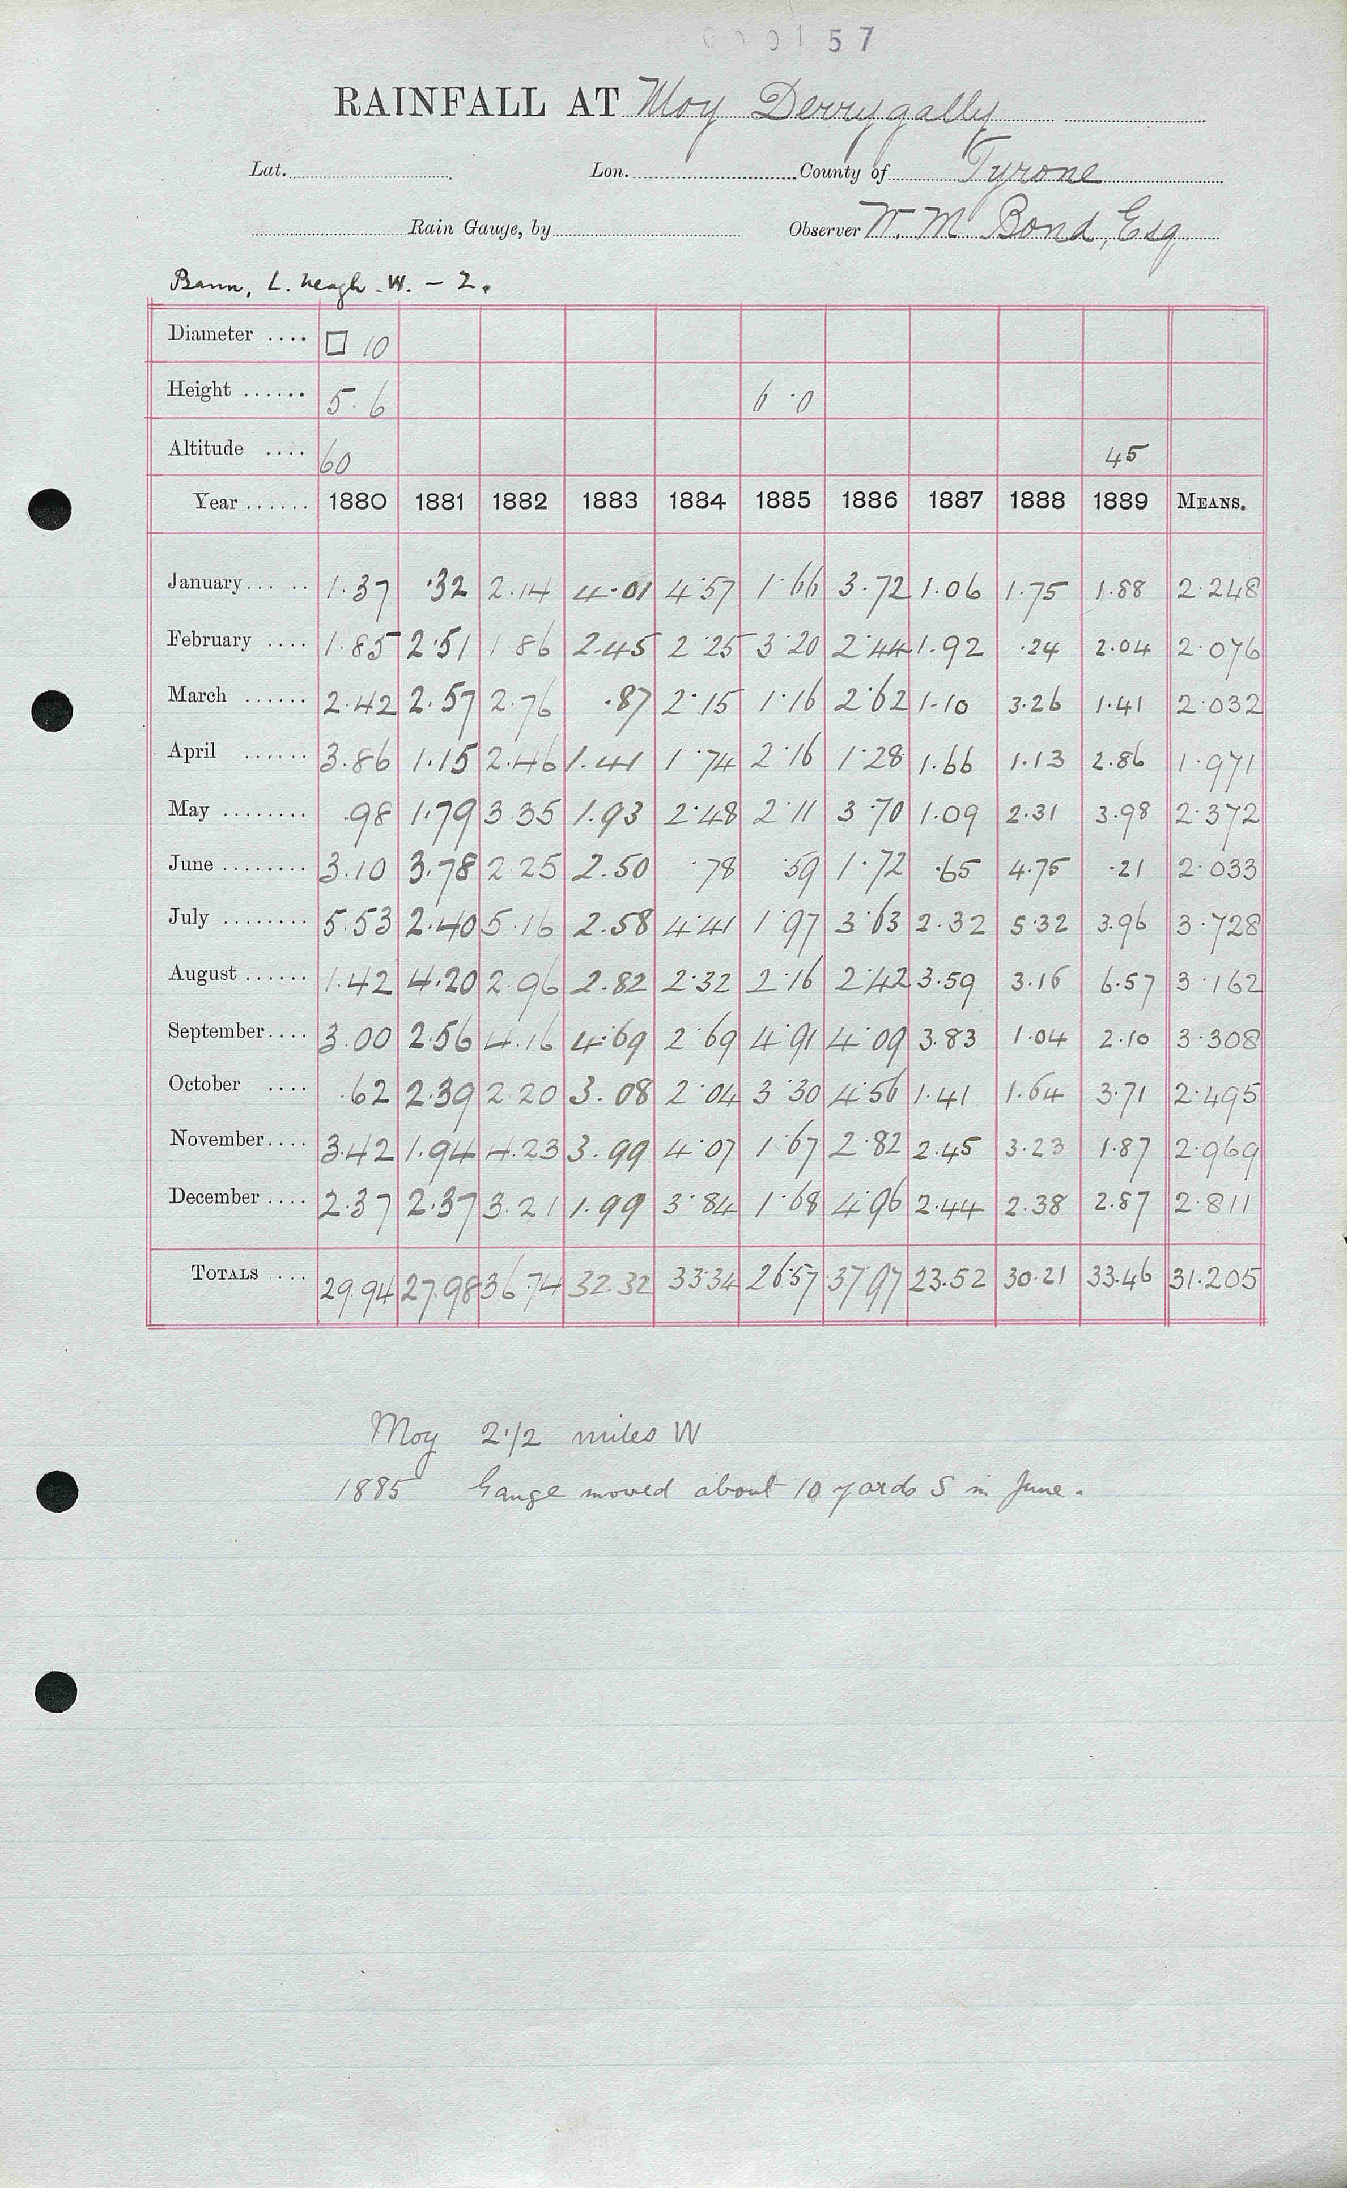 000157
RAINFALL AT Moy Derrygally
Lat. Lon. County of Tyrone
Rain Gauge, by Observer W. M Bond, Esq
Bann, L. Neagh. W. - 2.
Diameter .... □ 10
Height ...... 5.6 6.0
Altitude .... 60 45
Year ...... 1880 1881 1882 1883 1884 1885 1886 1887 1888 1889 MEANS.
January ...... 1.37 .32 2.14 4.01 4.57 1.66 3.72 1.06 1.75 1.88 2.248
February .... 1.85 2.51 1 86 2.45 2.25 3.20 2.44 1.92 .24 2.04 2.076
March ...... 2.42 2.57 2.76 .87 2.15 1.16 2.62 1.10 3.26 1.41 2.032
April ...... 3.86 1.15 2.46 1.41 1.74 2.16 1.28 1.66 1.13 2.86 1.971
May ........ .98 1.79 3 35 1.93 2.48 2.11 3.70 1.09 2.31 3.98 2.372
June ........ 3.10 3.78 2 25 2.50 .78 .59 1.72 .65 4.75 .21 2.033
July ........ 5.53 2.40 5.16 2.58 4.41 1.97 3.63 2.32 5.32 3.96 3.728
August ...... 1.42 4.20 2.96 2.82 2.32 2.16 2.42 3.59 3.16 6.57 3.162
September .... 3.00 2.56 4.16 4.69 2.69 4.91 4.09 3.83 1.04 2.10 3.308
October .... .62 2.39 2 20 3.08 2.04 3.30 4.56 1.41 1.64 3.71 2.495
November .... 3.42 1.94 4.23 3.99 4.07 1.67 2.82 2.45 3.23 1.87 2.969
December .... 2.37 2.37 3.21 1.99 3.84 1.68 4.96 2.44 2.38 2.87 2.811
TOTALS .... 29.94 27.98 36.74 32.32 33.34 26.57 37.97 23.52 30.21 33.46 31.205
Moy 2 1/2 miles W
1885 Gauge moved about 10 yards S in June.